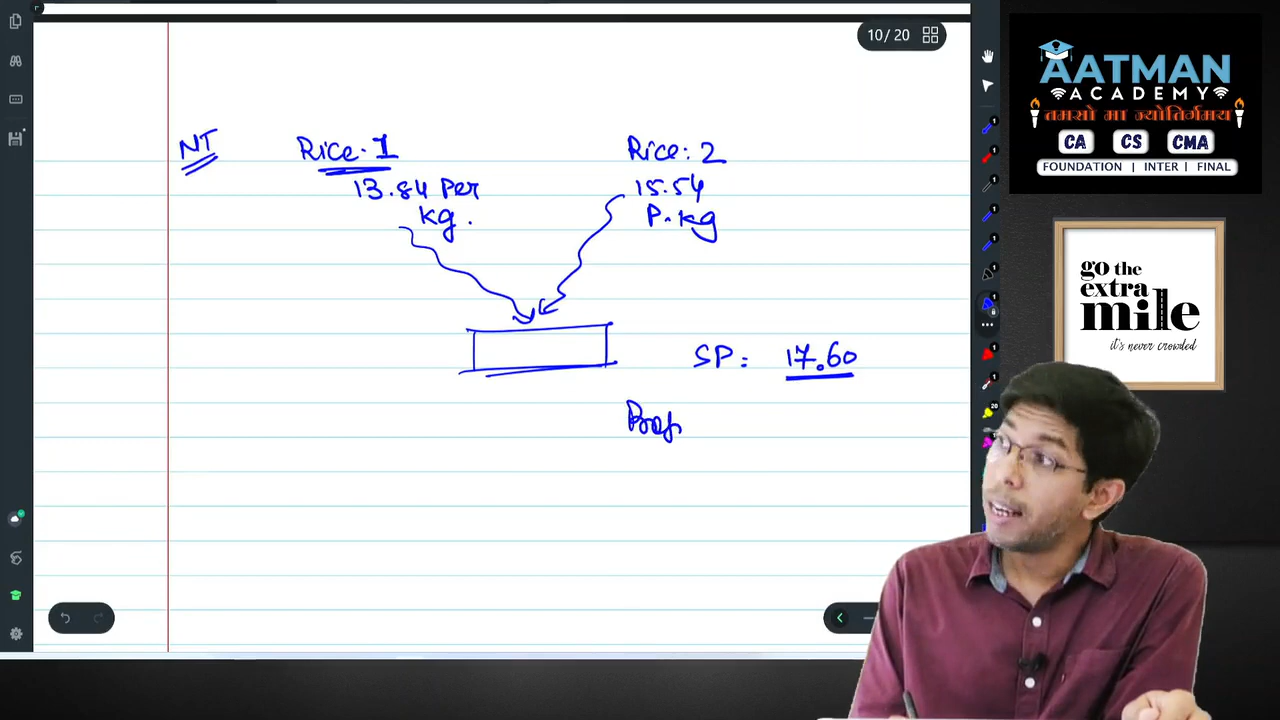 10/20
AATMAN
ACADEMY
तमसो मा ज्योतिर्गमय
CA CS CMA
FOUNDATION | INTER | FINAL
NT Rice.1 Rice: 2
13.84 Per 15.54
kg. P.kg
go the
extra
mile
it's never crowded
SP: 17.60